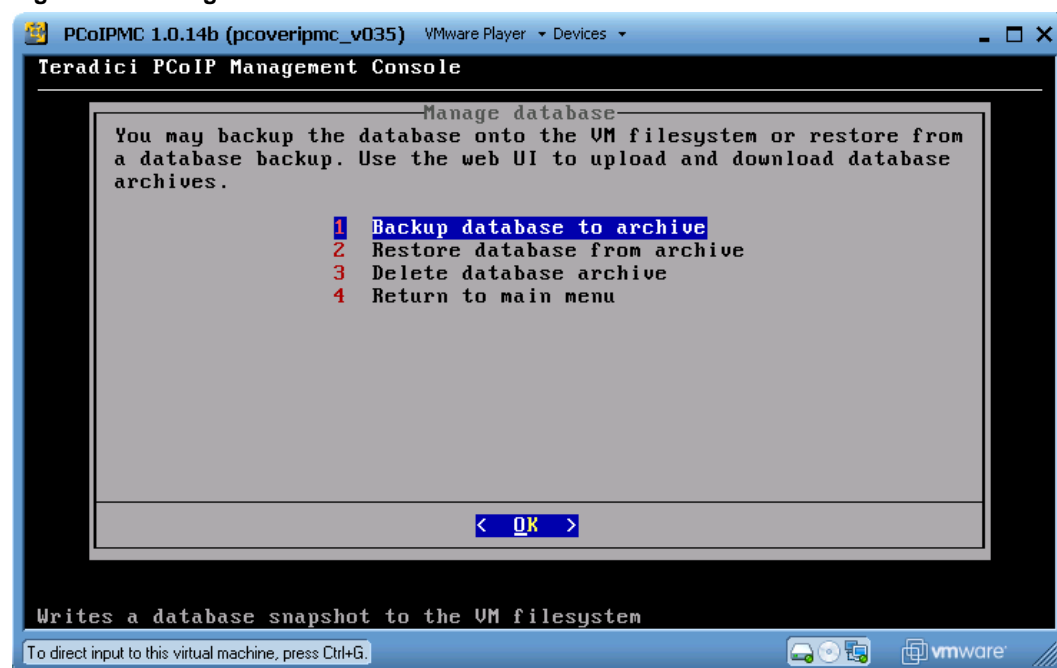 PCoIPMC 1.0.14b (pcoveripmc_v035) VMware Player Devices
Teradici PCoIP Management Console
Manage database
You may backup the database onto the VM filesystem or restore from
a database backup. Use the web UI to upload and download database
archives.
1 Backup database to archive
2 Restore database from archive
3 Delete database archive
4 Return to main menu
< OK >
Writes a database snapshot to the VM filesystem
To direct input to this virtual machine, press Ctrl+G.
vmware